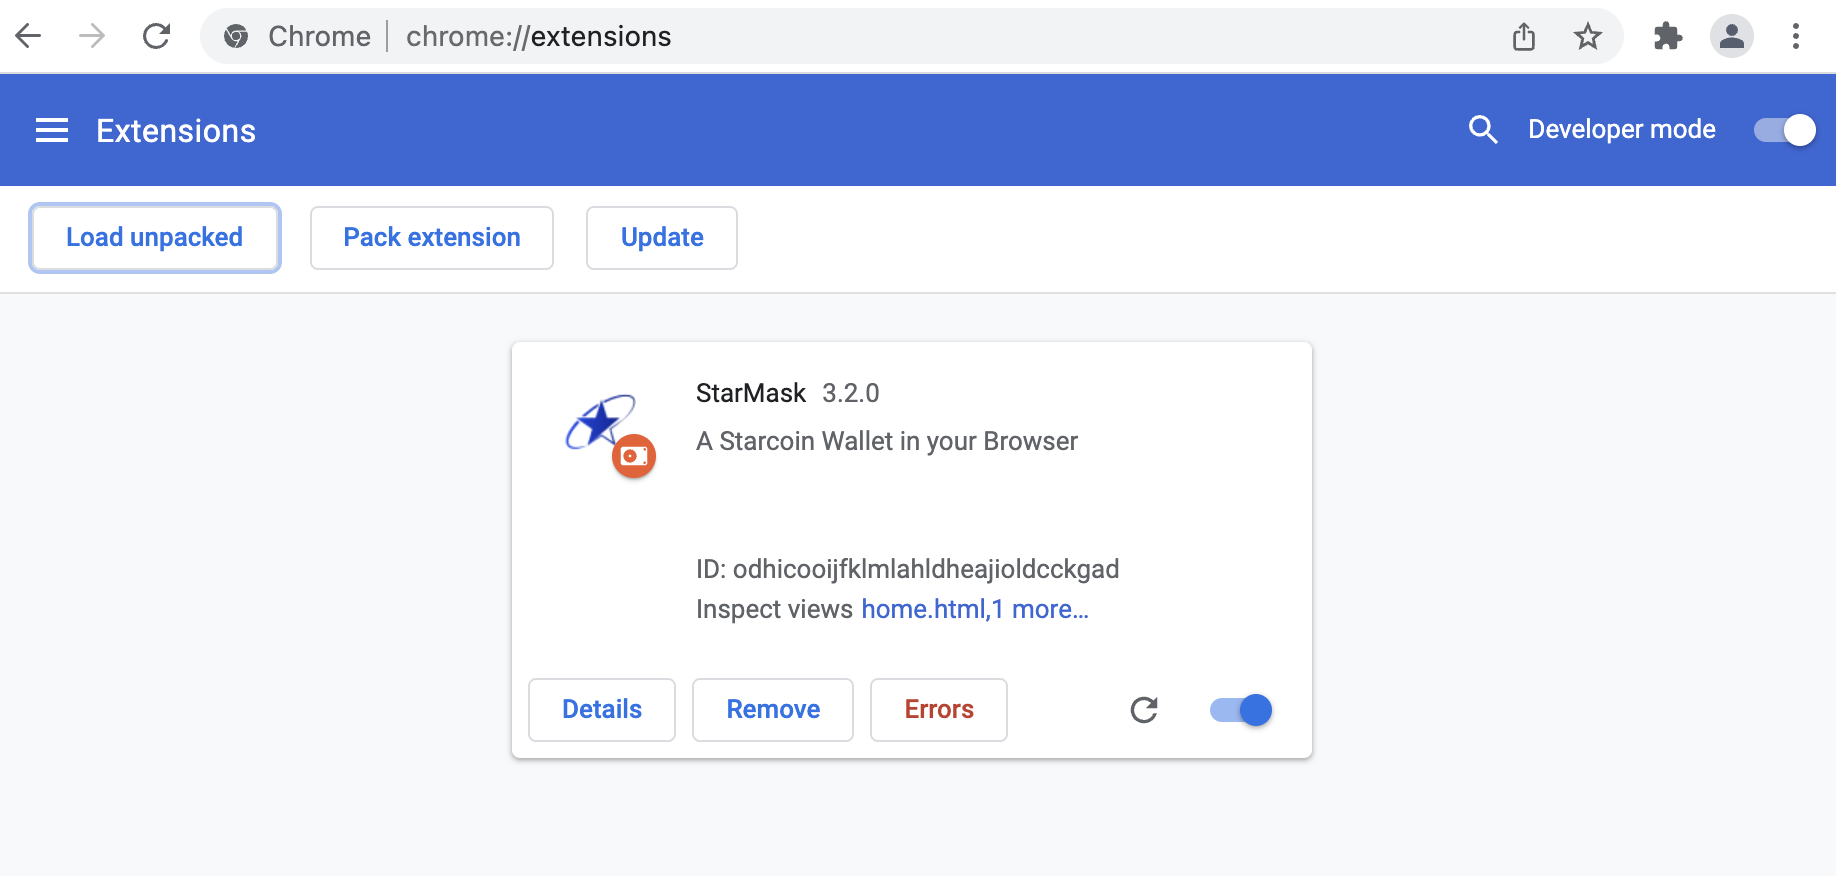 Chrome | chrome://extensions
Extensions
Developer mode
Load unpacked
Pack extension
Update
StarMask 3.2.0
A Starcoin Wallet in your Browser
ID: odhicooijfklmlahldheajioldcckgad
Inspect views home.html,1 more...
Details
Remove
Errors